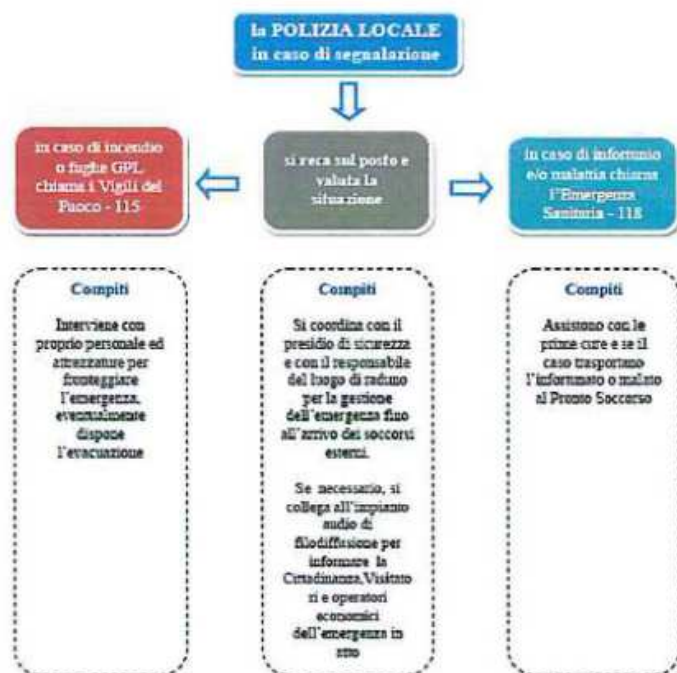 la POLIZIA LOCALE
in caso di segnalazione
in caso di incendio
o fughe GPL
chiama i Vigili del
Fuoco - 115
si reca sul posto e
valuta la
situazione
in caso di infortunio
e/o malattia chiama
l'Emergenza
Sanitaria - 118
Compiti
Interviene con
proprio personale ed
attrezzature per
fronteggiare
l'emergenza,
eventualmente
dispone
l'evacuazione
Compiti
Si coordina con il
presidio di sicurezza
e con il responsabile
del luogo di raduno
per la gestione
dell'emergenza fino
all'arrivo dei soccorsi
esterni.
Se necessario, si
collega all'impianto
audio di
filodiffusione per
informare la
Cittadinanza,Visitato
ri e operatori
economici
dell'emergenza in
atto
Compiti
Assistono con le
prime cure e se il
caso trasportano
l'infortunato o malato
al Pronto Soccorso